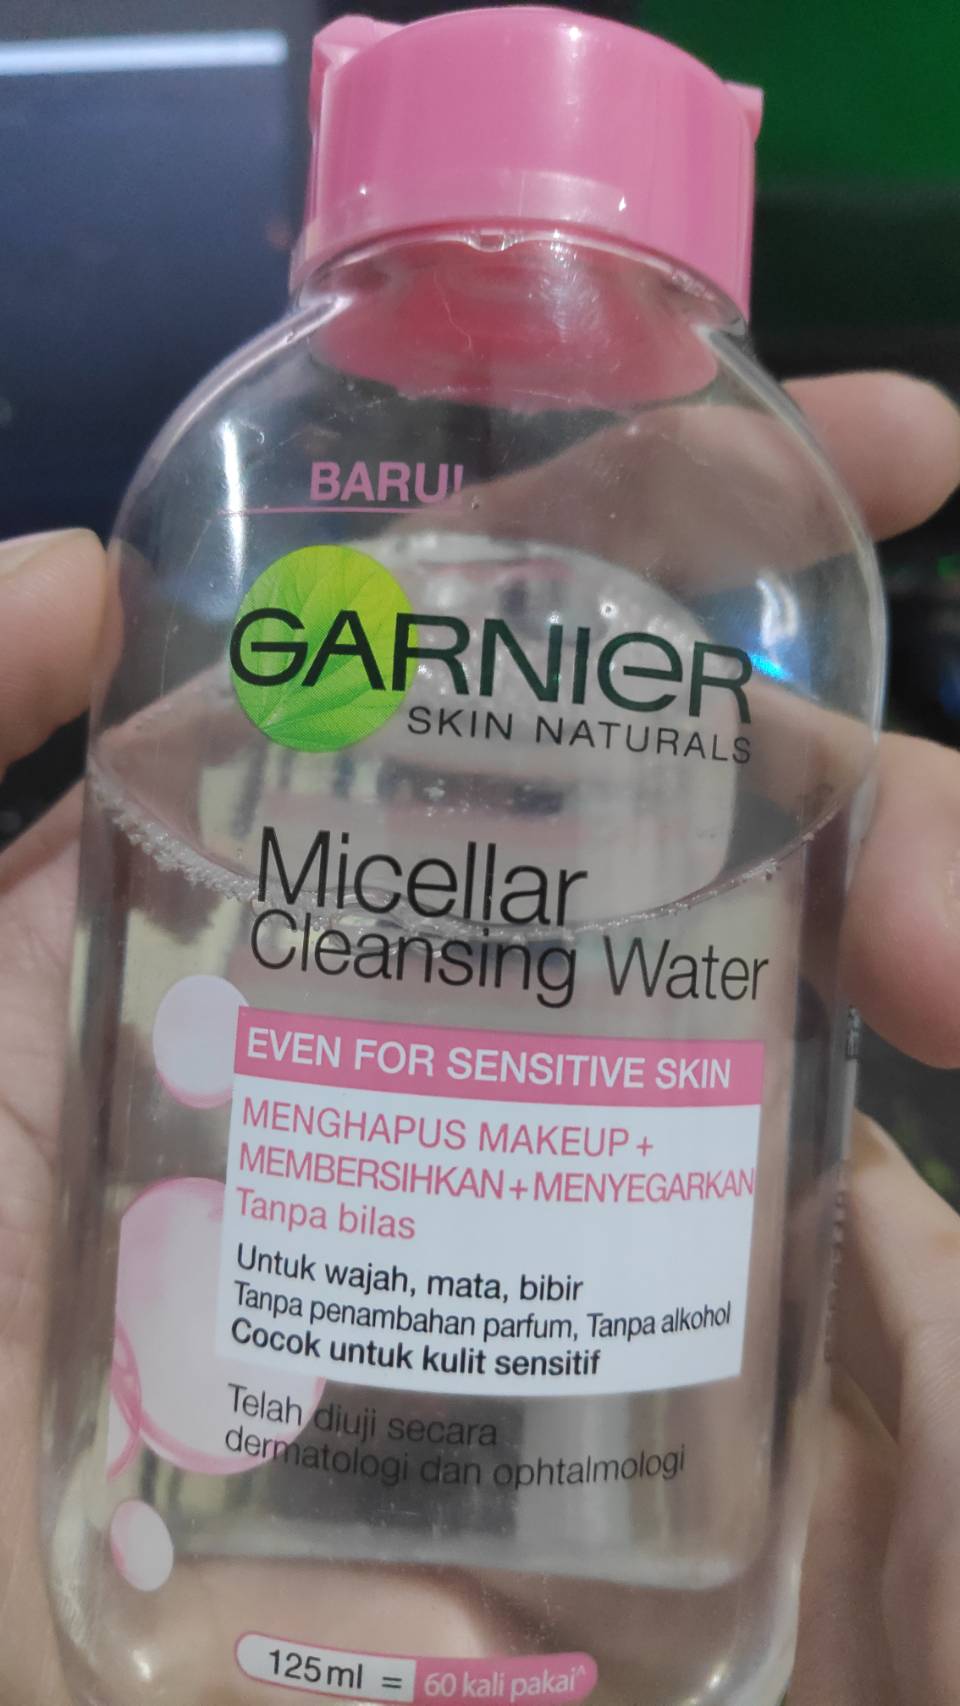 BARU!
GARNIER
SKIN NATURALS
Micellar
Cleansing Water
EVEN FOR SENSITIVE SKIN
MENGHAPUS MAKEUP +
MEMBERSIHKAN + MENYEGARKAN
Tanpa bilas
Untuk wajah, mata, bibir
Tanpa penambahan parfum, Tanpa alkohol
Cocok untuk kulit sensitif
Telah diuji secara
dermatologi dan ophtalmologi
125ml = 60 kali pakai^